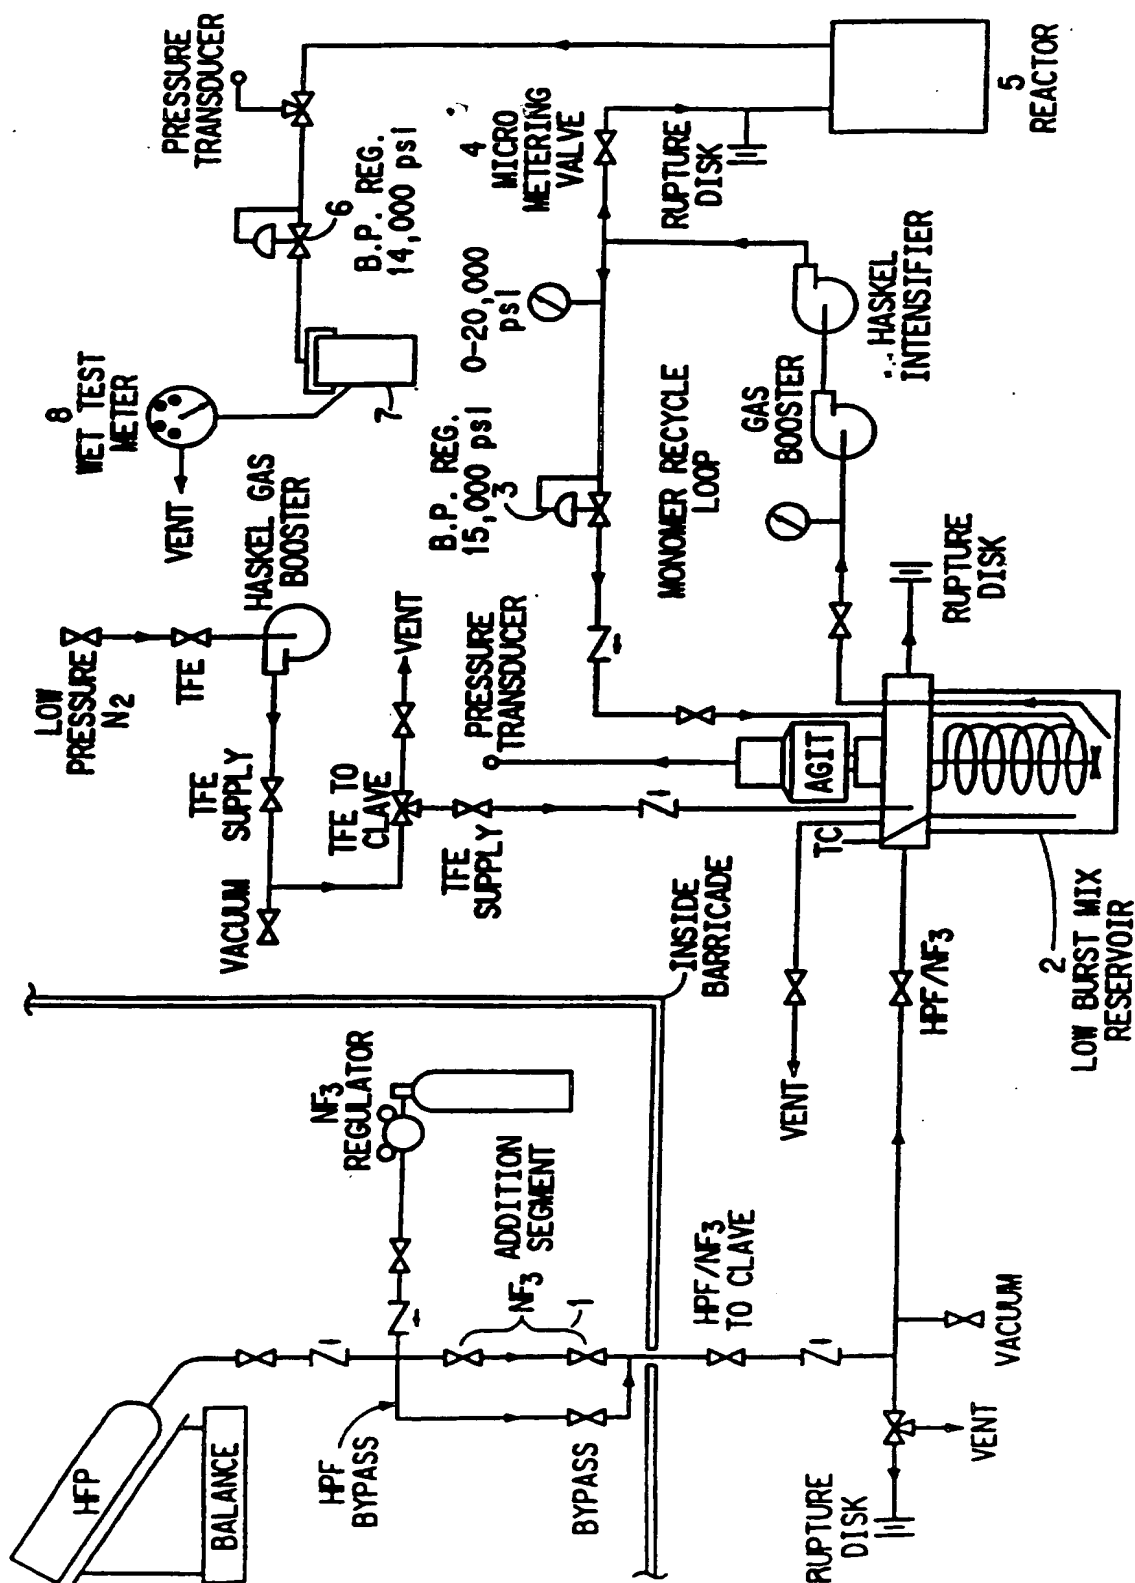 HFP
BALANCE
HPF
BYPASS
BYPASS
NF3
REGULATOR
NF3 ADDITION
SEGMENT
1
HPF/NF3
TO CLAVE
RUPTURE
DISK
VENT
VACUUM
INSIDE
BARRICADE
LOW
PRESSURE
N2
TFE
HASKEL GAS
BOOSTER
TFE
SUPPLY
VACUUM
TFE TO
CLAVE
VENT
TFE
SUPPLY
PRESSURE
TRANSDUCER
VENT
TC
AGIT
HPF/NF3
2
LOW BURST MIX
RESERVOIR
RUPTURE
DISK
8
WET TEST
METER
VENT
7
PRESSURE
TRANSDUCER
6
B.P. REG.
14,000 psi
B.P. REG.
15,000 psi
3
0-20,000
psi
4
MICRO
METERING
VALVE
RUPTURE
DISK
MONOMER RECYCLE
LOOP
GAS
BOOSTER
HASKEL
INTENSIFIER
5
REACTOR